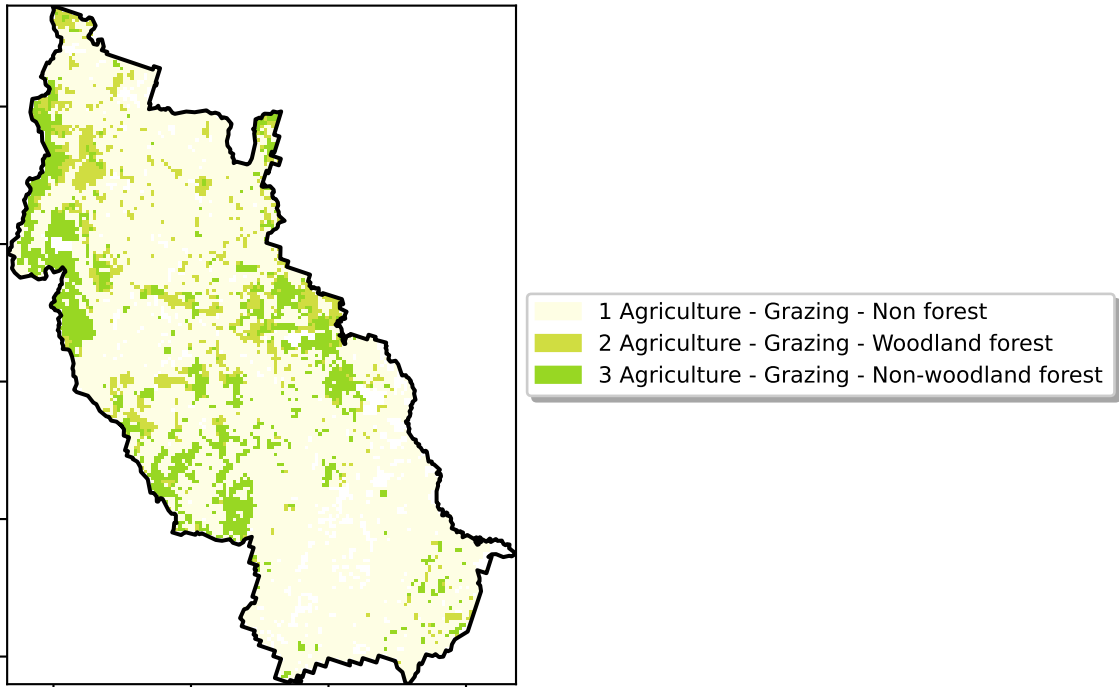 1 Agriculture - Grazing - Non forest
2 Agriculture - Grazing - Woodland forest
3 Agriculture - Grazing - Non-woodland forest